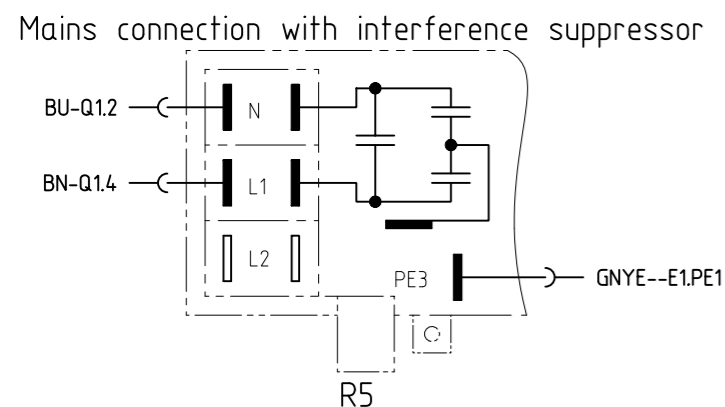 Mains connection with interference suppressor
BU-Q1.2
N
BN-Q1.4
L1
L2
PE3
GNYE--E1.PE1
R5